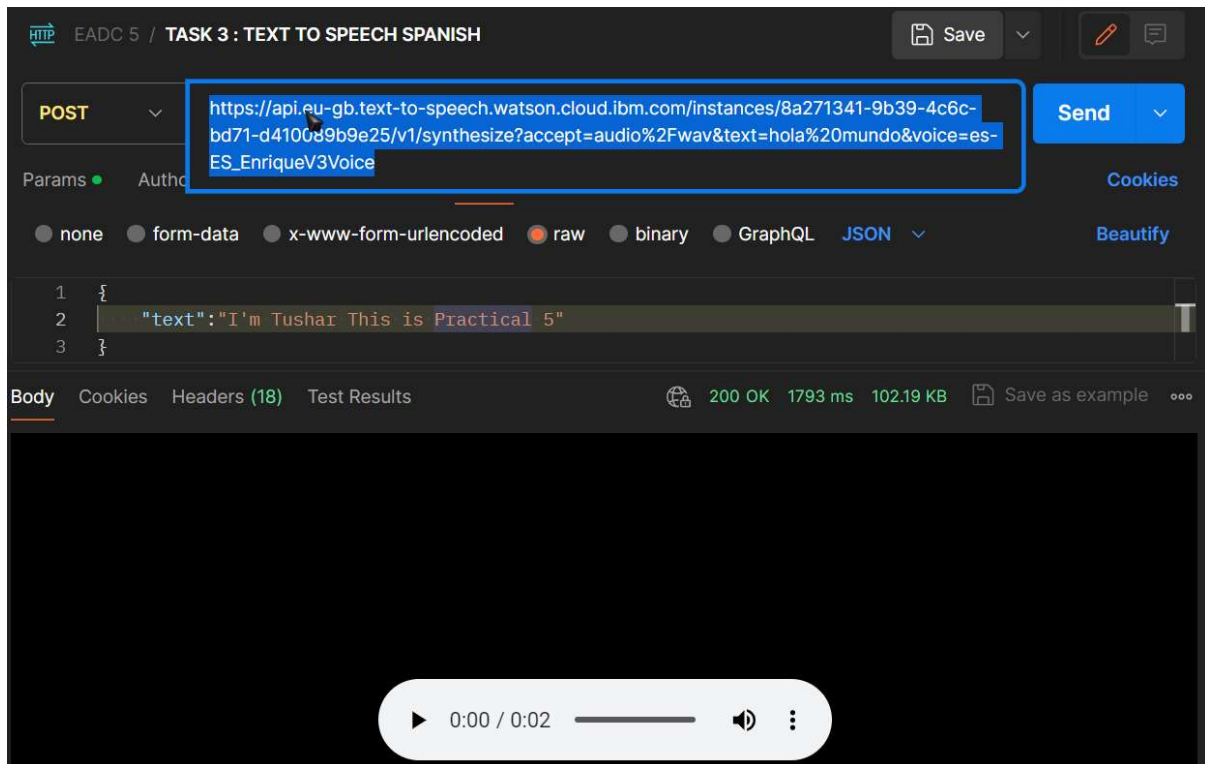 HTTP EADC 5 / TASK 3 : TEXT TO SPEECH SPANISH Save
POST https://api.eu-gb.text-to-speech.watson.cloud.ibm.com/instances/8a271341-9b39-4c6c-
bd71-d410089b9e25/v1/synthesize?accept=audio%2Fwav&text=hola%20mundo&voice=es-
ES_EnriqueV3Voice
Send
Params Autho Cookies
none form-data x-www-form-urlencoded raw binary GraphQL JSON Beautify
1 {
2 "text":"I'm Tushar This is Practical 5"
3 }
Body Cookies Headers (18) Test Results 200 OK 1793 ms 102.19 KB Save as example
0:00 / 0:02